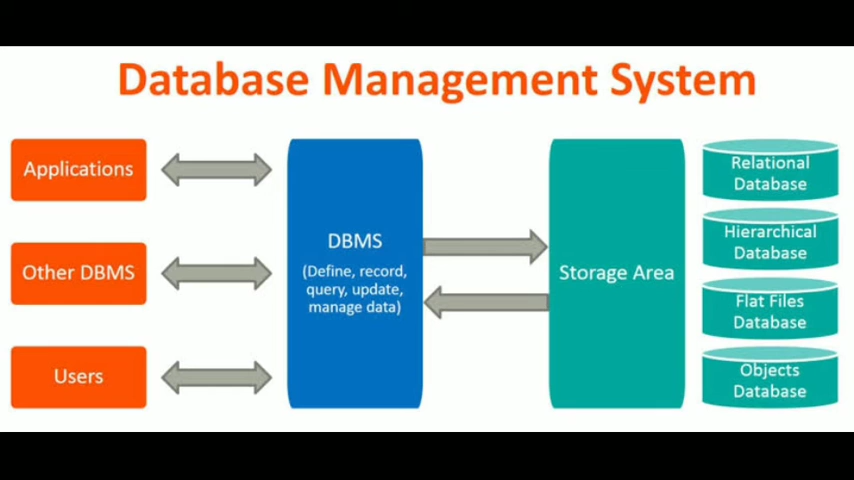 Database Management System
Applications
Other DBMS
Users
DBMS
(Define, record,
query, update,
manage data)
Storage Area
Relational
Database
Hierarchical
Database
Flat Files
Database
Objects
Database